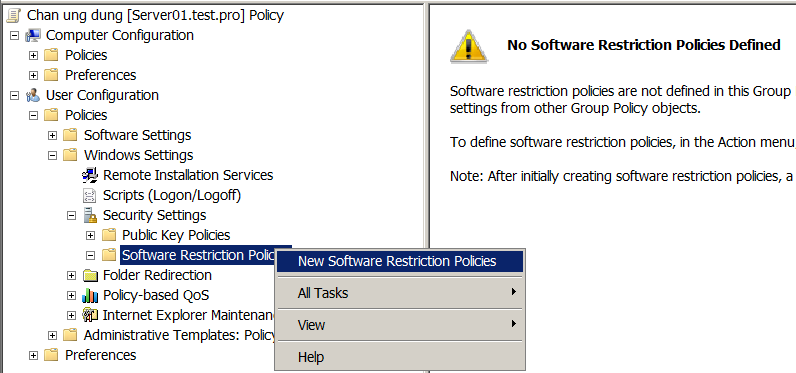 Chan ung dung [Server01.test.pro] Policy
Computer Configuration
Policies
Preferences
User Configuration
Policies
Software Settings
Windows Settings
Remote Installation Services
Scripts (Logon/Logoff)
Security Settings
Public Key Policies
Software Restriction Polic
Folder Redirection
Policy-based QoS
Internet Explorer Maintenan
Administrative Templates: Policy
Preferences
New Software Restriction Policies
All Tasks
View
Help
No Software Restriction Policies Defined
Software restriction policies are not defined in this Group
settings from other Group Policy objects.
To define software restriction policies, in the Action menu,
Note: After initially creating software restriction policies, a